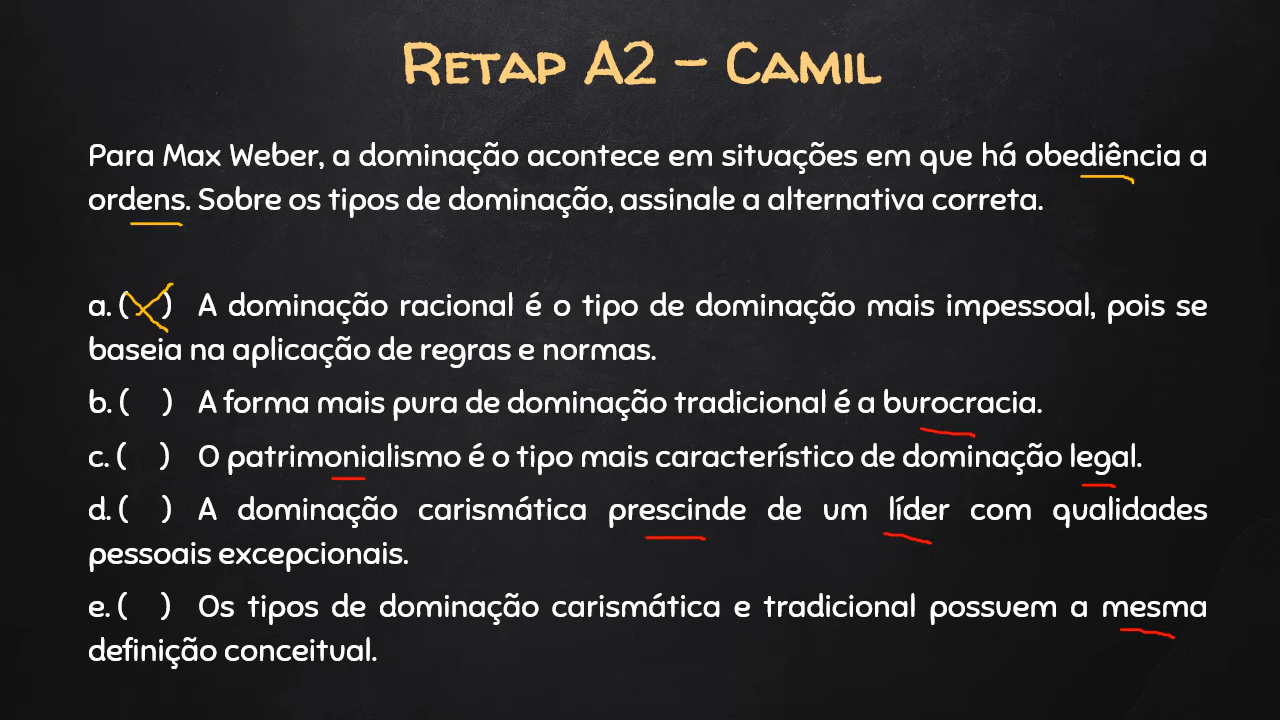 Retap A2 – Camil
Para Max Weber, a dominação acontece em situações em que há obediência a
ordens. Sobre os tipos de dominação, assinale a alternativa correta.
a. (X) A dominação racional é o tipo de dominação mais impessoal, pois se
baseia na aplicação de regras e normas.
b. ( ) A forma mais pura de dominação tradicional é a burocracia.
c. ( ) O patrimonialismo é o tipo mais característico de dominação legal.
d. ( ) A dominação carismática prescinde de um líder com qualidades
pessoais excepcionais.
e. ( ) Os tipos de dominação carismática e tradicional possuem a mesma
definição conceitual.